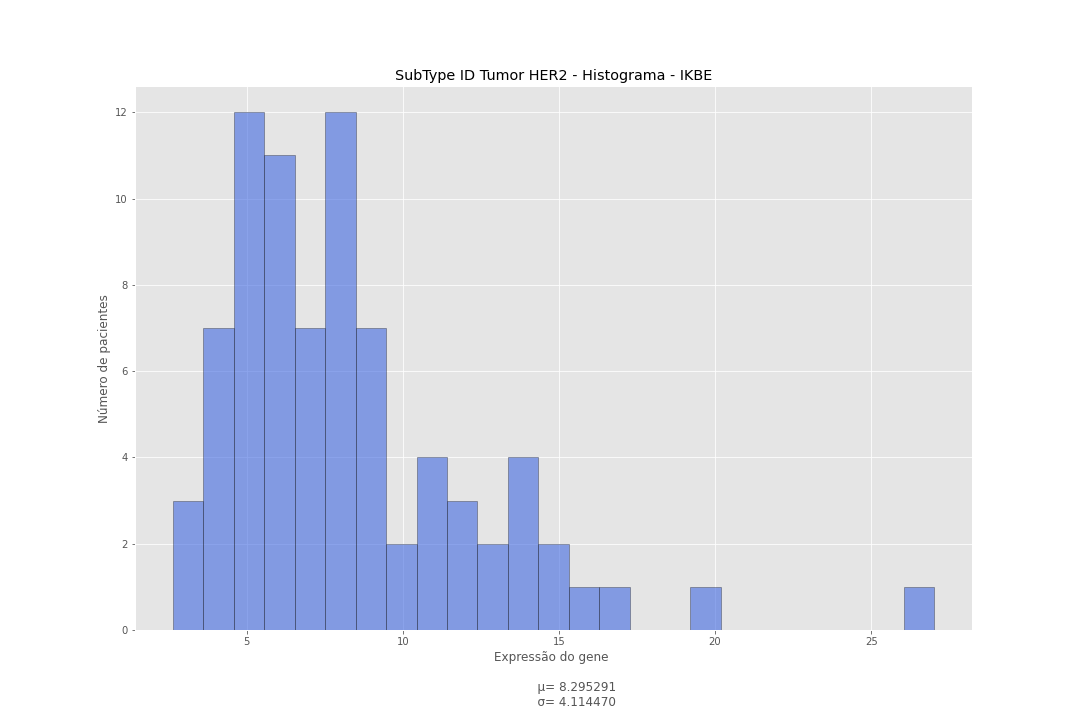 SubType ID Tumor HER2 - Histograma - IKBE
12
10
8
6
4
2
0
Número de pacientes
5 10 15 20 25
Expressão do gene
μ= 8.295291
σ= 4.114470